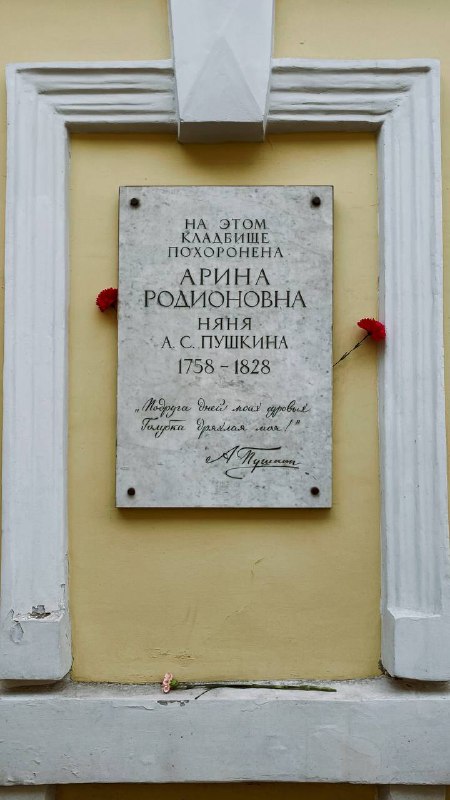 НА ЭТОМ
КЛАДБИЩЕ
ПОХОРОНЕНА
АРИНА
РОДИОНОВНА
НЯНЯ
А. С. ПУШКИНА
1758 – 1828
„Подруга дней моих суровых
Голубка дряхлая моя!"
А Пушкин